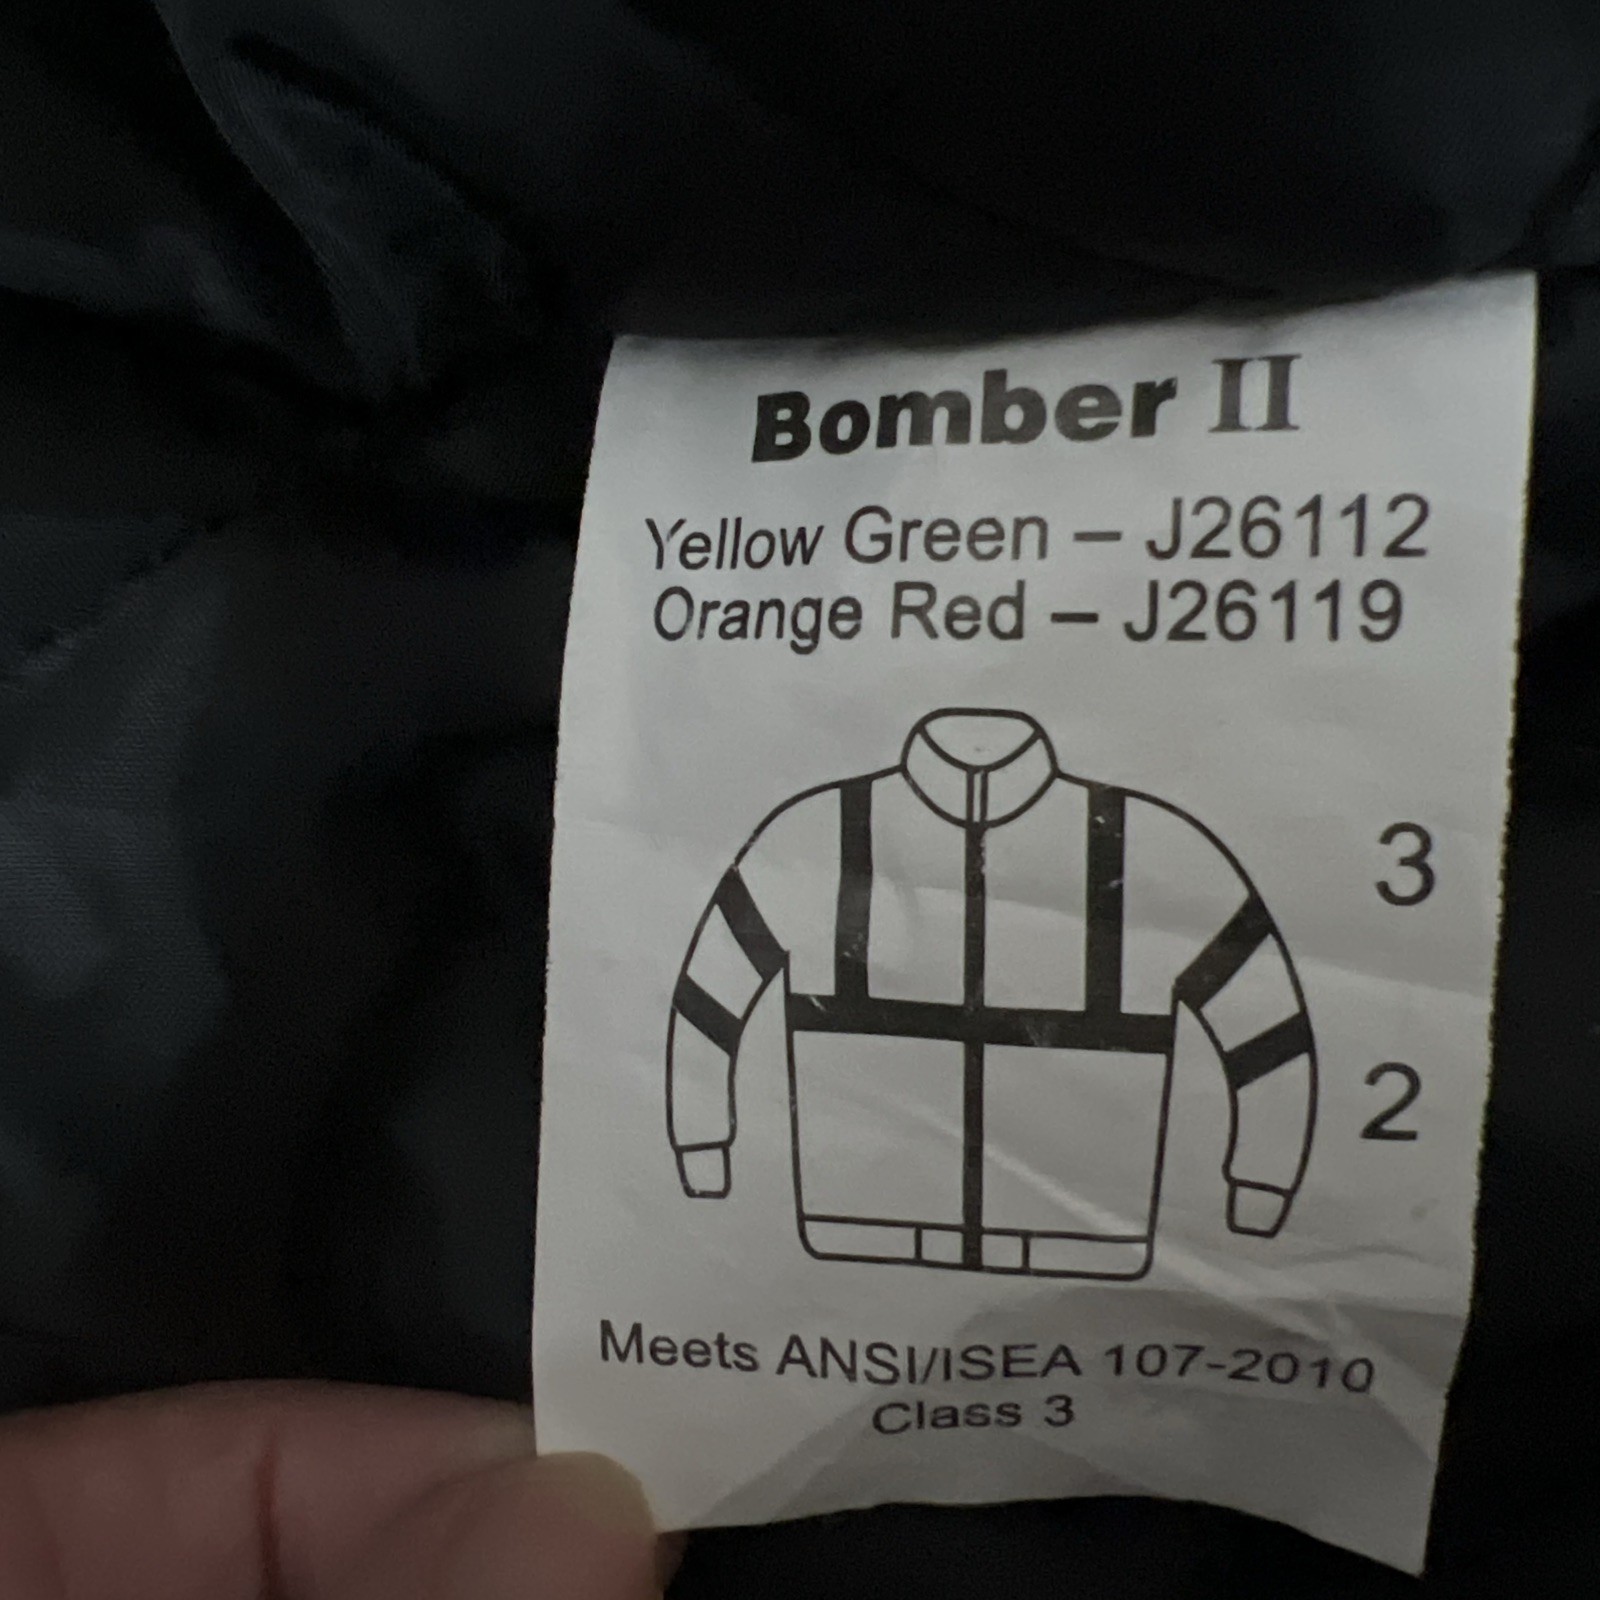 Bomber II
Yellow Green – J26112
Orange Red – J26119
3
2
Meets ANSI/ISEA 107-2010
Class 3